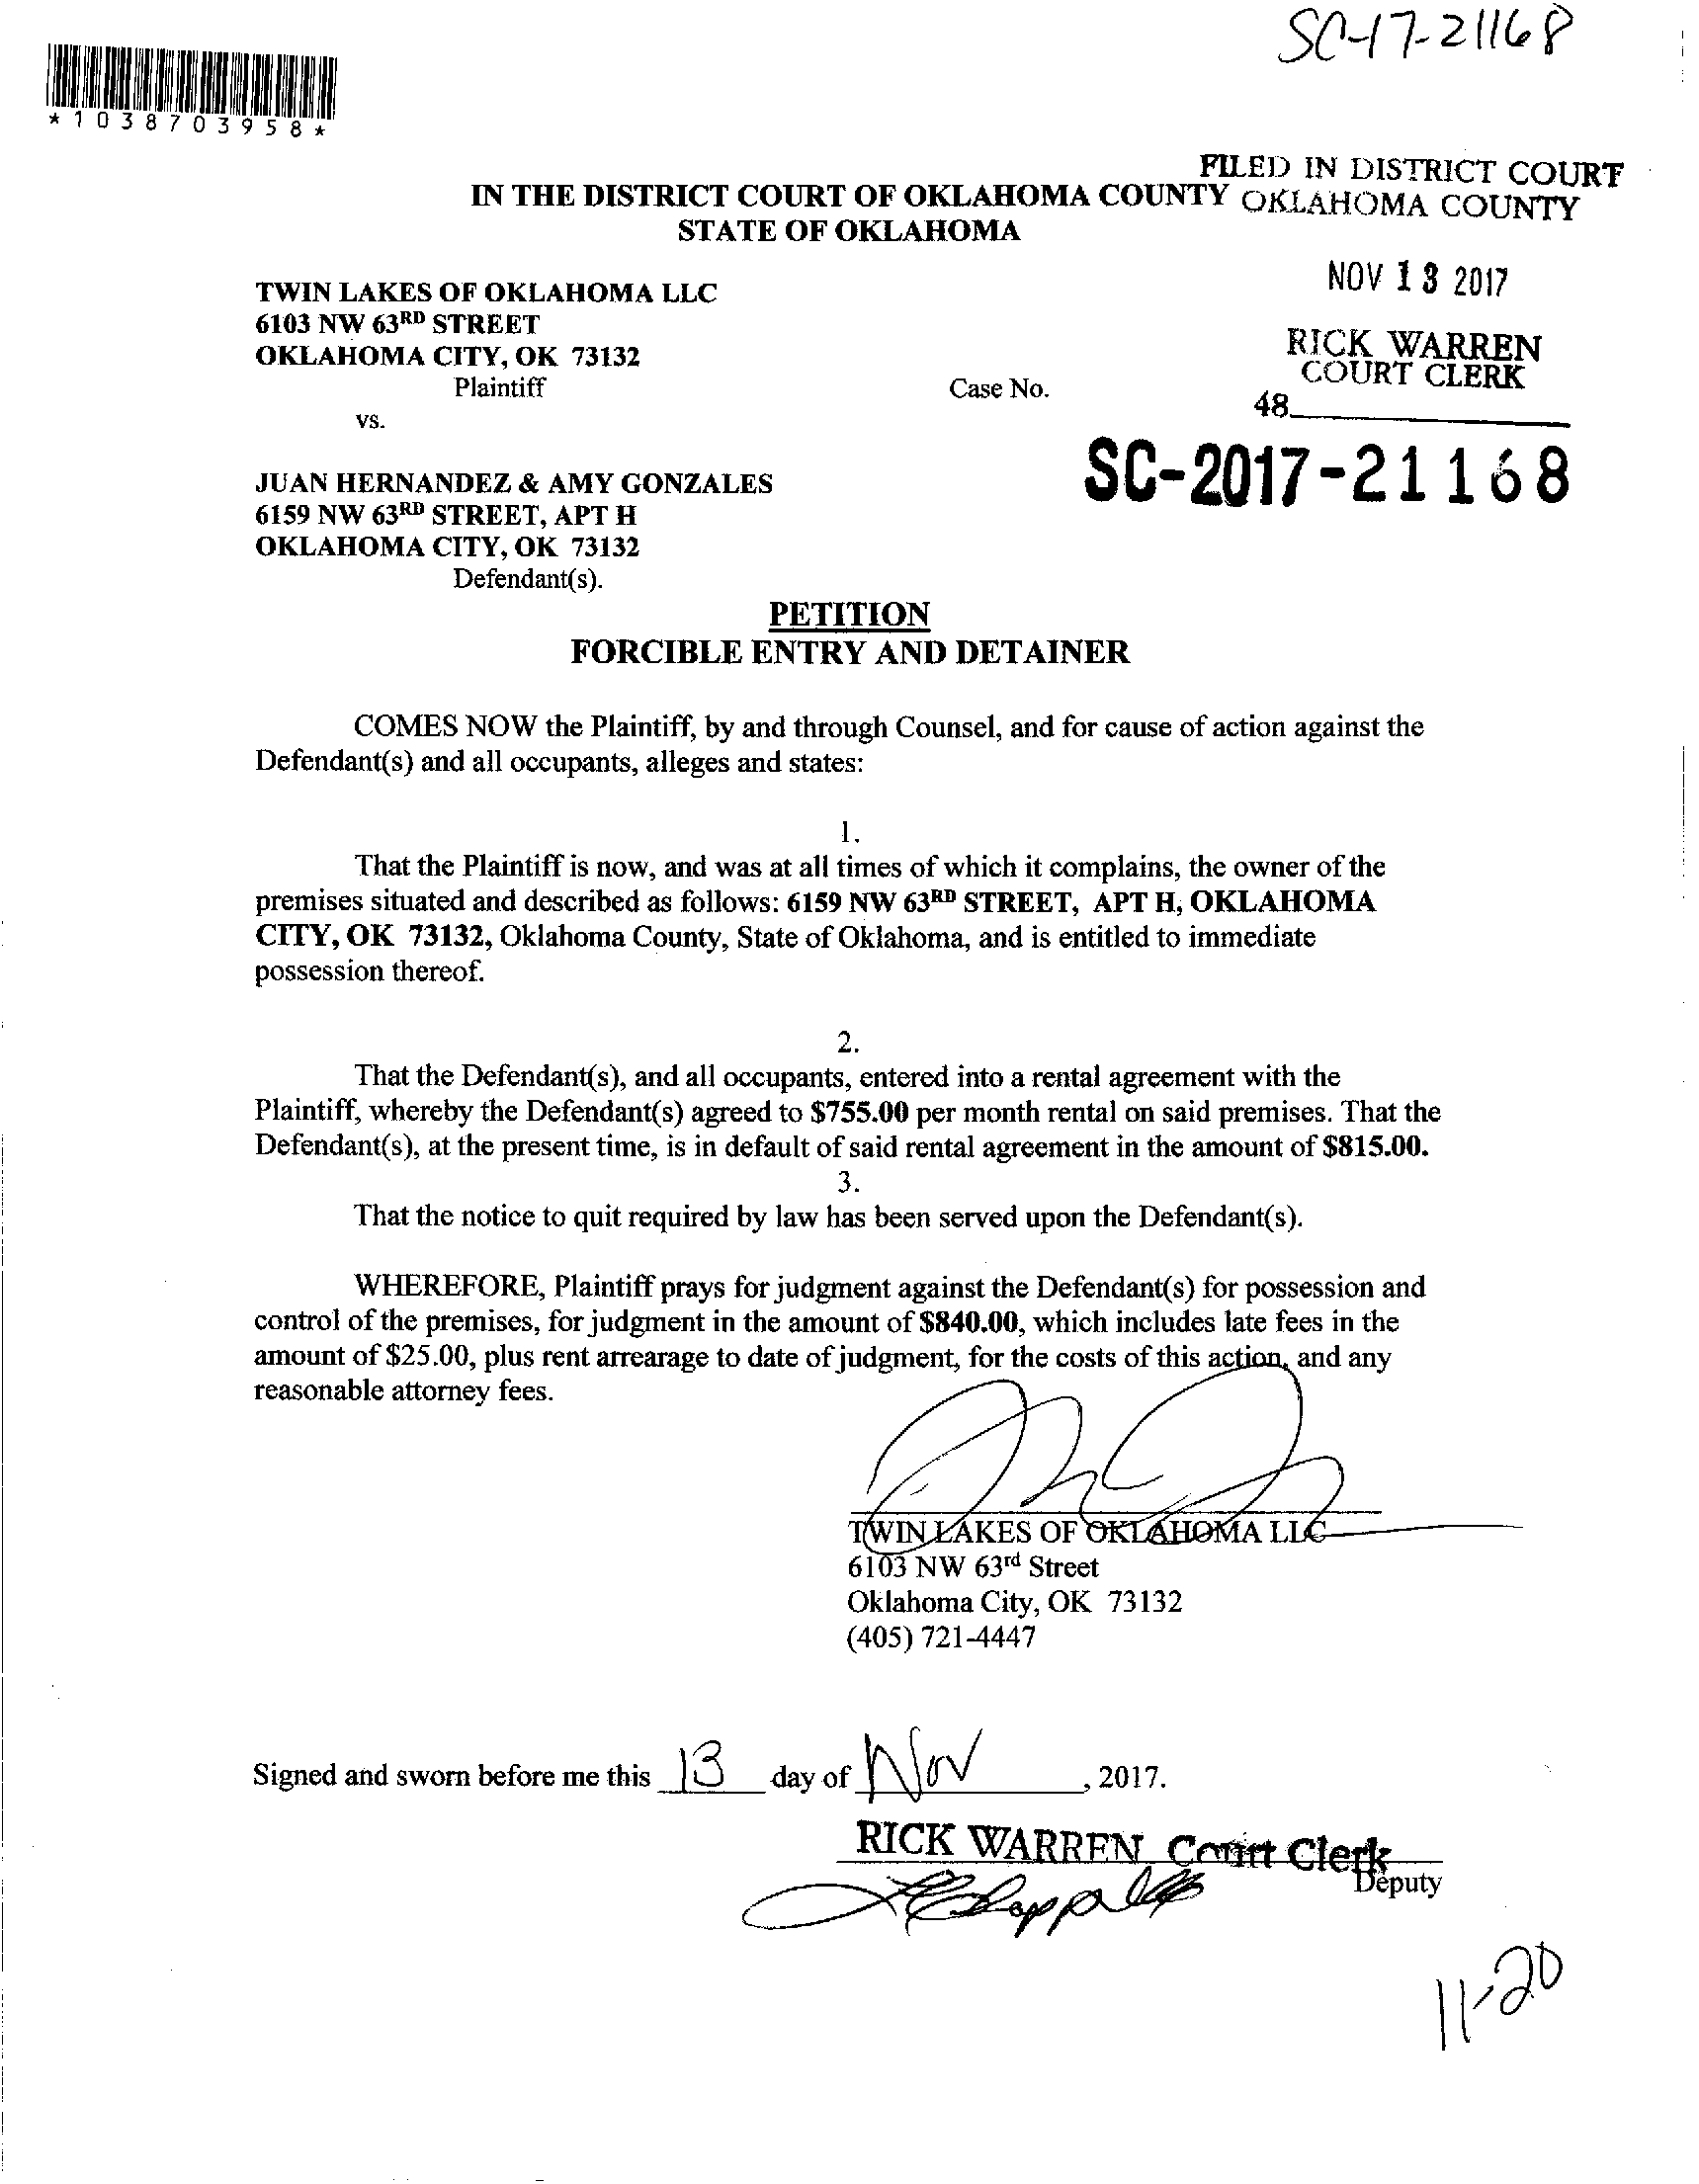 SC-17-21168
*1038703958*
FILED IN DISTRICT COURT
OKLAHOMA COUNTY
IN THE DISTRICT COURT OF OKLAHOMA COUNTY
STATE OF OKLAHOMA
NOV 13 2017
RICK WARREN
COURT CLERK
48
TWIN LAKES OF OKLAHOMA LLC
6103 NW 63RD STREET
OKLAHOMA CITY, OK 73132
Plaintiff
Case No.
vs.
SC-2017-21168
JUAN HERNANDEZ & AMY GONZALES
6159 NW 63RD STREET, APT H
OKLAHOMA CITY, OK 73132
Defendant(s).
PETITION
FORCIBLE ENTRY AND DETAINER
COMES NOW the Plaintiff, by and through Counsel, and for cause of action against the
Defendant(s) and all occupants, alleges and states:
1.
That the Plaintiff is now, and was at all times of which it complains, the owner of the
premises situated and described as follows: 6159 NW 63RD STREET, APT H, OKLAHOMA
CITY, OK 73132, Oklahoma County, State of Oklahoma, and is entitled to immediate
possession thereof.
2.
That the Defendant(s), and all occupants, entered into a rental agreement with the
Plaintiff, whereby the Defendant(s) agreed to $755.00 per month rental on said premises. That the
Defendant(s), at the present time, is in default of said rental agreement in the amount of $815.00.
3.
That the notice to quit required by law has been served upon the Defendant(s).
WHEREFORE, Plaintiff prays for judgment against the Defendant(s) for possession and
control of the premises, for judgment in the amount of $840.00, which includes late fees in the
amount of $25.00, plus rent arrearage to date of judgment, for the costs of this action, and any
reasonable attorney fees.
TWIN LAKES OF OKLAHOMA LLC
6103 NW 63rd Street
Oklahoma City, OK 73132
(405) 721-4447
Signed and sworn before me this 13 day of Nov, 2017.
RICK WARREN Court Clerk
Deputy
11-20